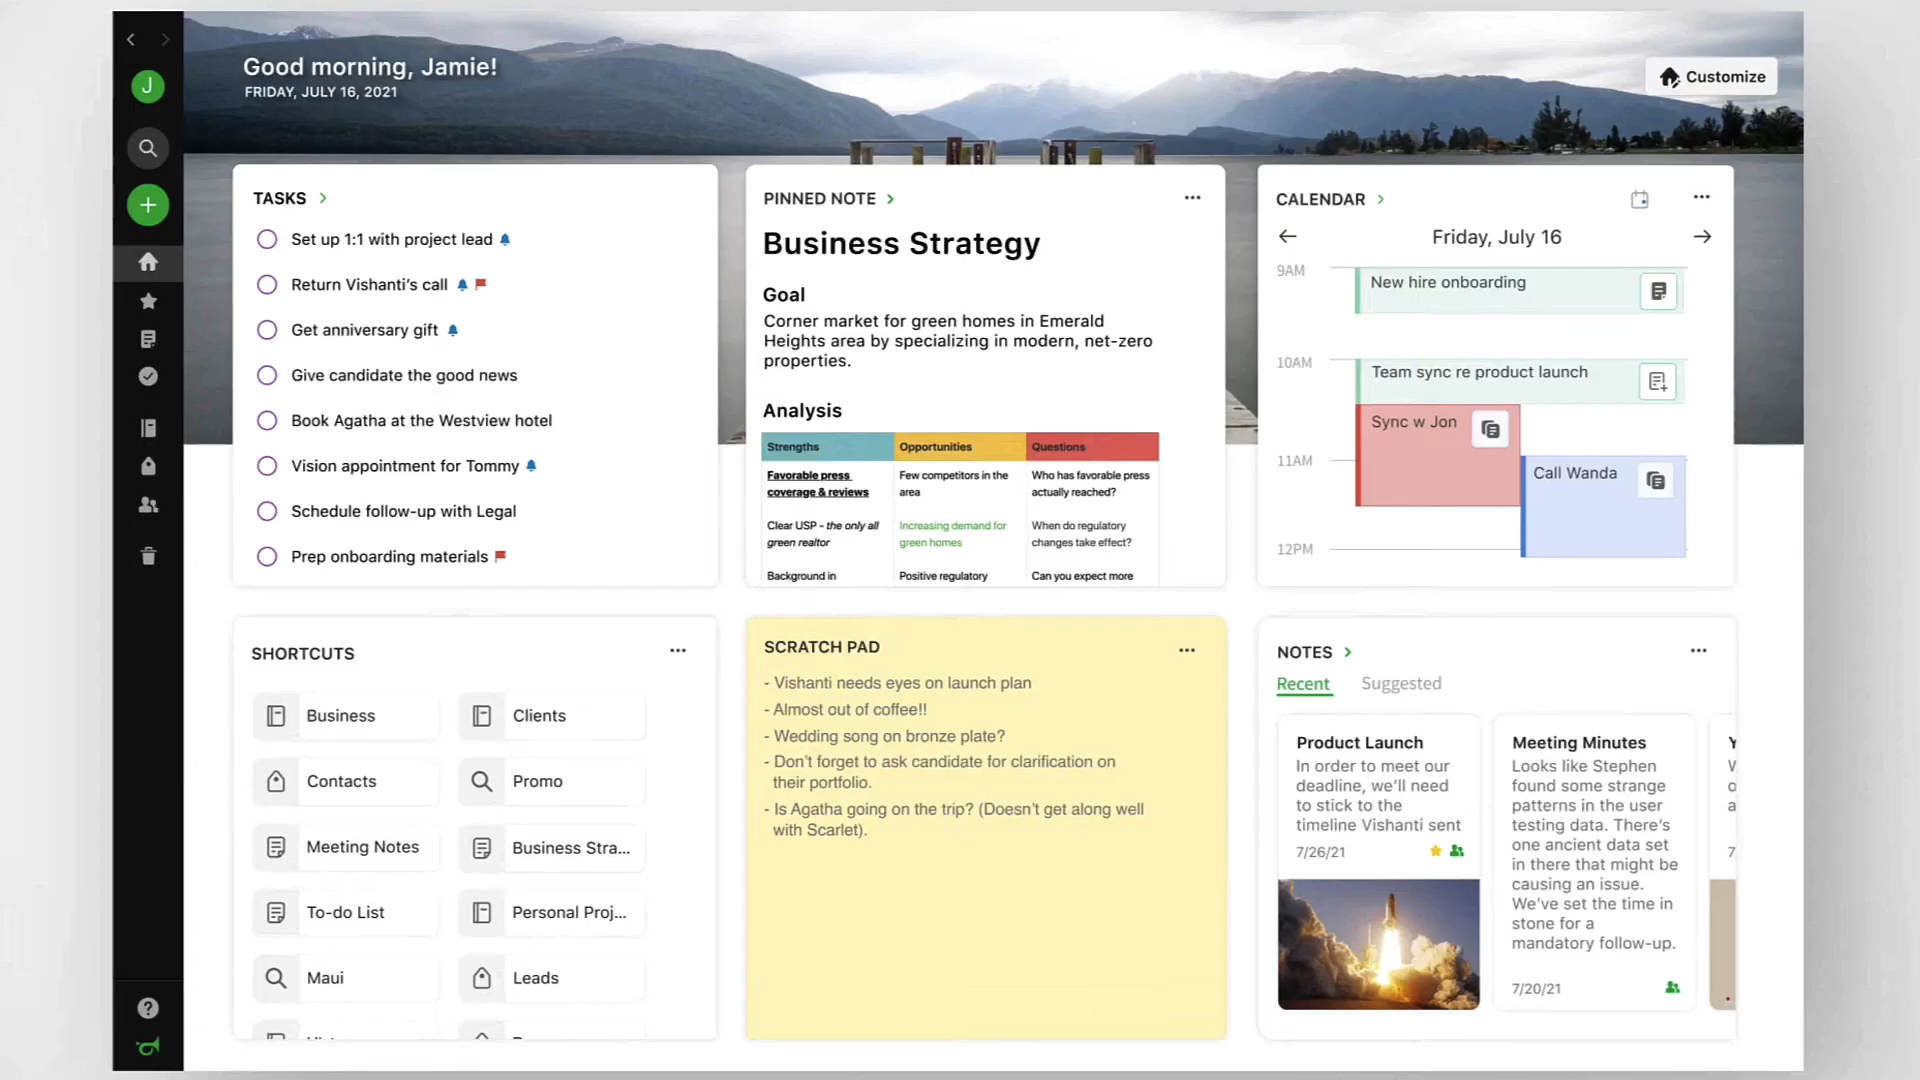 Good morning, Jamie!
FRIDAY, JULY 16, 2021
Customize
J
TASKS
Set up 1:1 with project lead
Return Vishanti's call
Get anniversary gift
Give candidate the good news
Book Agatha at the Westview hotel
Vision appointment for Tommy
Schedule follow-up with Legal
Prep onboarding materials
PINNED NOTE
Business Strategy
Goal
Corner market for green homes in Emerald
Heights area by specializing in modern, net-zero
properties.
Analysis
Strengths
Opportunities
Questions
Favorable press
coverage & reviews
Few competitors in the
area
Who has favorable press
actually reached?
Clear USP - the only all
green realtor
Increasing demand for
green homes
When do regulatory
changes take effect?
Background in
Positive regulatory
Can you expect more
CALENDAR
Friday, July 16
9AM
New hire onboarding
10AM
Team sync re product launch
Sync w Jon
11AM
Call Wanda
12PM
SHORTCUTS
Business
Clients
Contacts
Promo
Meeting Notes
Business Stra...
To-do List
Personal Proj...
Maui
Leads
SCRATCH PAD
- Vishanti needs eyes on launch plan
- Almost out of coffee!!
- Wedding song on bronze plate?
- Don't forget to ask candidate for clarification on
their portfolio.
- Is Agatha going on the trip? (Doesn't get along well
with Scarlet).
NOTES
Recent
Suggested
Product Launch
In order to meet our
deadline, we'll need
to stick to the
timeline Vishanti sent
7/26/21
Meeting Minutes
Looks like Stephen
found some strange
patterns in the user
testing data. There's
one ancient data set
in there that might be
causing an issue.
We've set the time in
stone for a
mandatory follow-up.
7/20/21